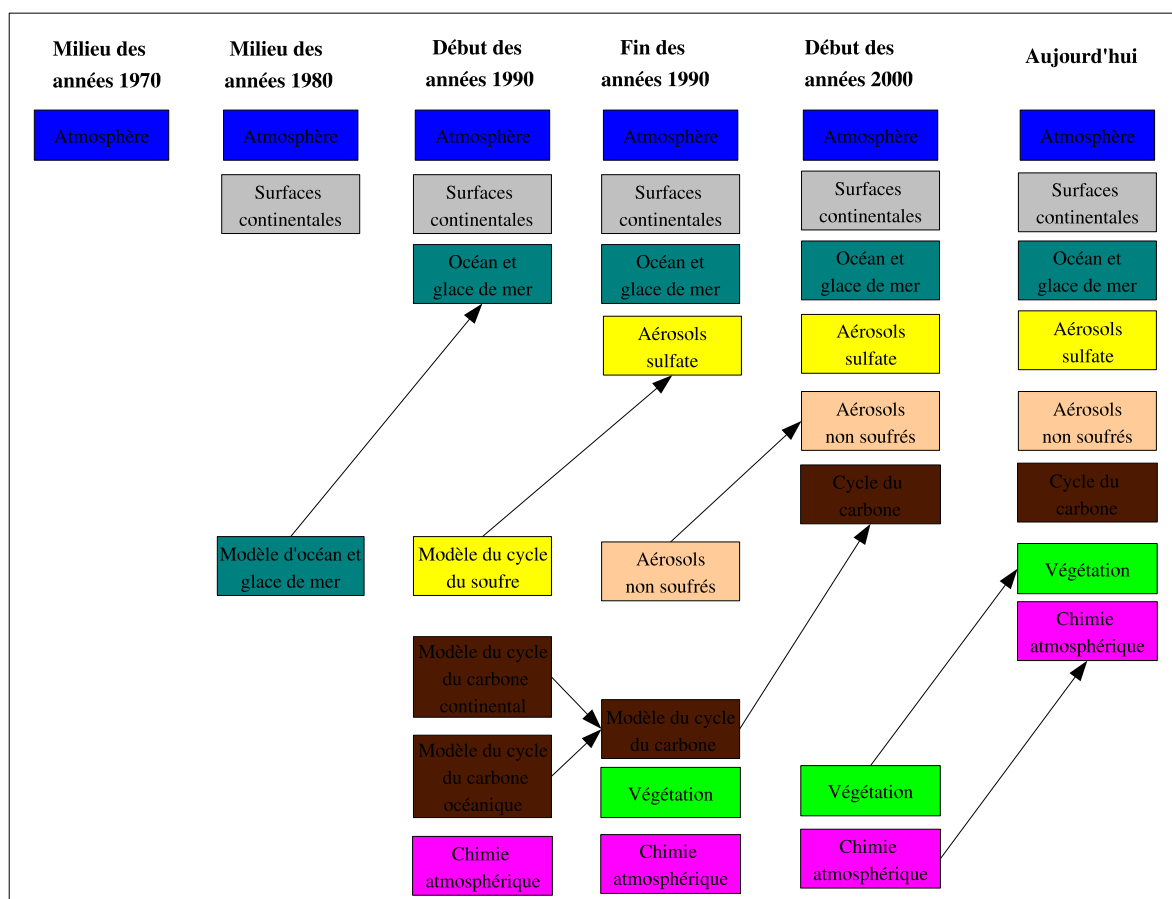 Milieu des
années 1970
Milieu des
années 1980
Début des
années 1990
Fin des
années 1990
Début des
années 2000
Aujourd'hui
Atmosphère
Atmosphère
Atmosphère
Atmosphère
Atmosphère
Atmosphère
Surfaces
continentales
Surfaces
continentales
Surfaces
continentales
Surfaces
continentales
Surfaces
continentales
Océan et
glace de mer
Océan et
glace de mer
Océan et
glace de mer
Océan et
glace de mer
Aérosols
sulfate
Aérosols
sulfate
Aérosols
sulfate
Aérosols
non soufrés
Aérosols
non soufrés
Cycle du
carbone
Cycle du
carbone
Modèle d'océan et
glace de mer
Modèle du cycle
du soufre
Aérosols
non soufrés
Végétation
Chimie
atmosphérique
Modèle du cycle
du carbone
continental
Modèle du cycle
du carbone
Modèle du cycle
du carbone
océanique
Végétation
Végétation
Chimie
atmosphérique
Chimie
atmosphérique
Chimie
atmosphérique